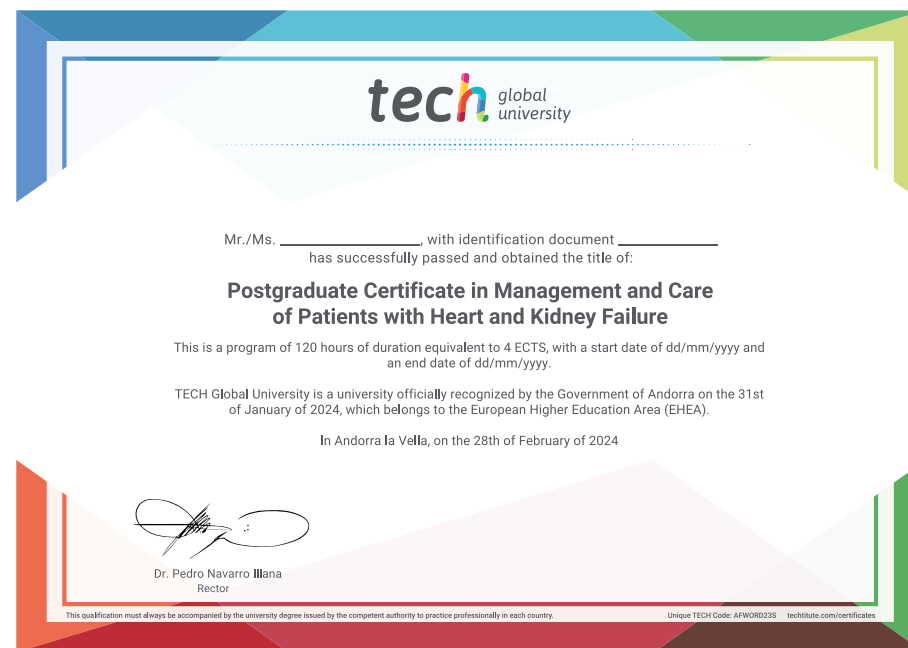 tech global university
Mr./Ms. ____________________, with identification document ______________
has successfully passed and obtained the title of:
Postgraduate Certificate in Management and Care
of Patients with Heart and Kidney Failure
This is a program of 120 hours of duration equivalent to 4 ECTS, with a start date of dd/mm/yyyy and
an end date of dd/mm/yyyy.
TECH Global University is a university officially recognized by the Government of Andorra on the 31st
of January of 2024, which belongs to the European Higher Education Area (EHEA).
In Andorra la Vella, on the 28th of February of 2024
Dr. Pedro Navarro Illana
Rector
This qualification must always be accompanied by the university degree issued by the competent authority to practice professionally in each country.
Unique TECH Code: AFWORD23S techtitute.com/certificates